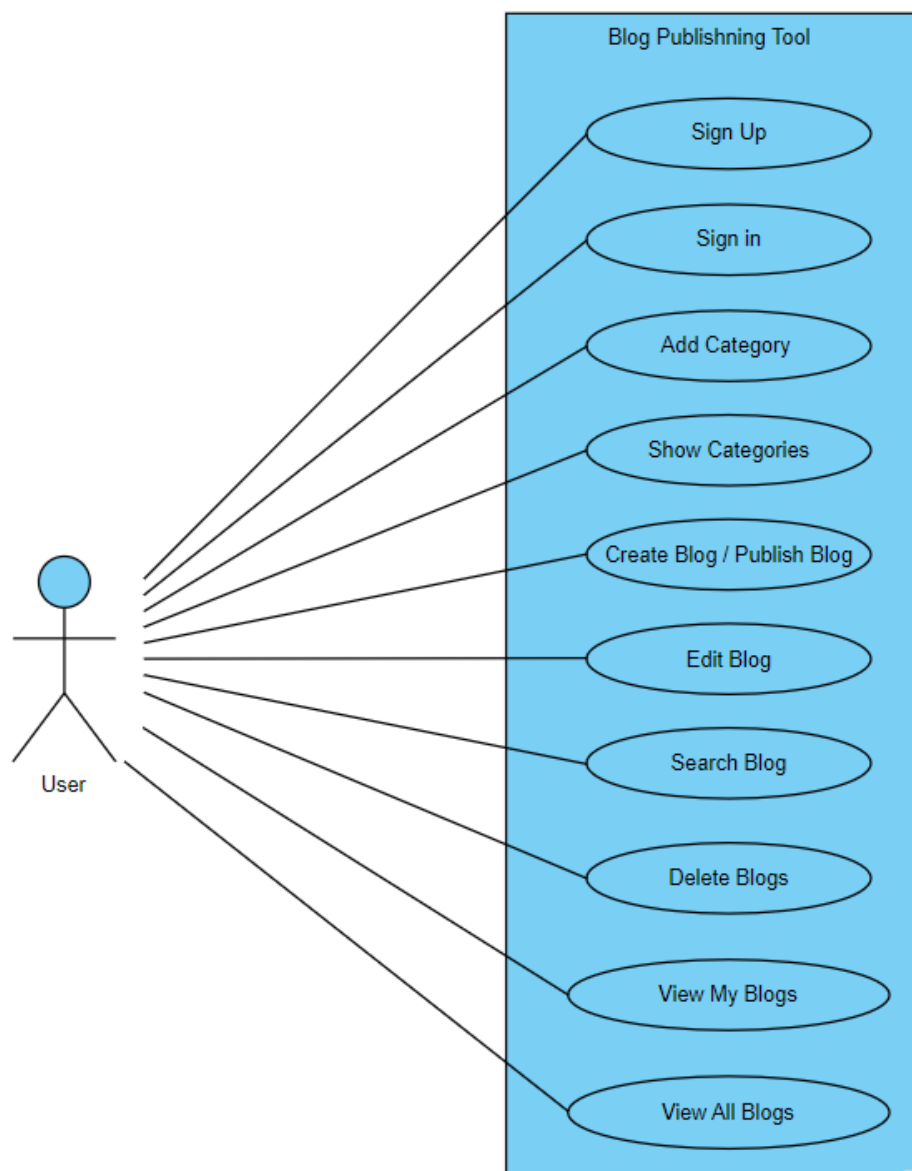 Blog Publishning Tool
Sign Up
Sign in
Add Category
Show Categories
Create Blog / Publish Blog
Edit Blog
Search Blog
User
Delete Blogs
View My Blogs
View All Blogs